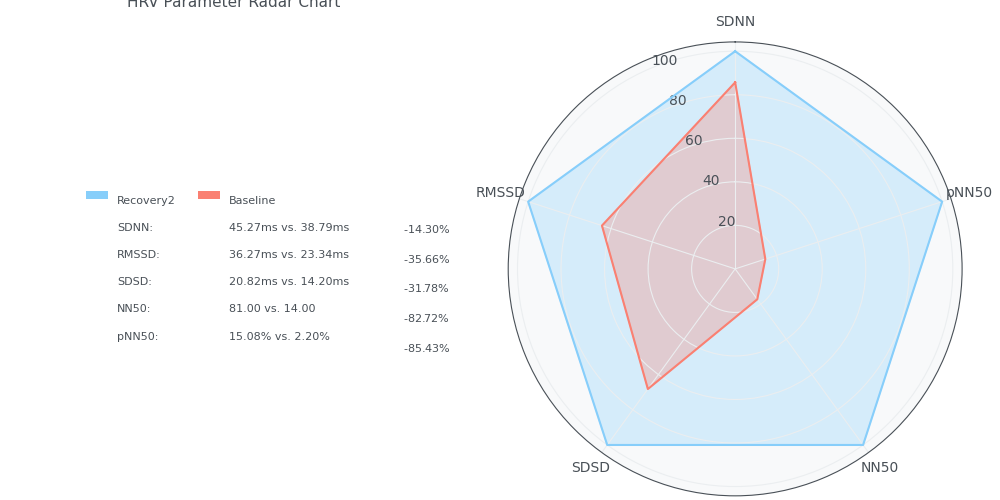 HRV Parameter Radar Chart
Recovery2 Baseline
SDNN: 45.27ms vs. 38.79ms -14.30%
RMSSD: 36.27ms vs. 23.34ms -35.66%
SDSD: 20.82ms vs. 14.20ms -31.78%
NN50: 81.00 vs. 14.00 -82.72%
pNN50: 15.08% vs. 2.20% -85.43%
SDNN
100
80
60
40
20
RMSSD
pNN50
SDSD
NN50